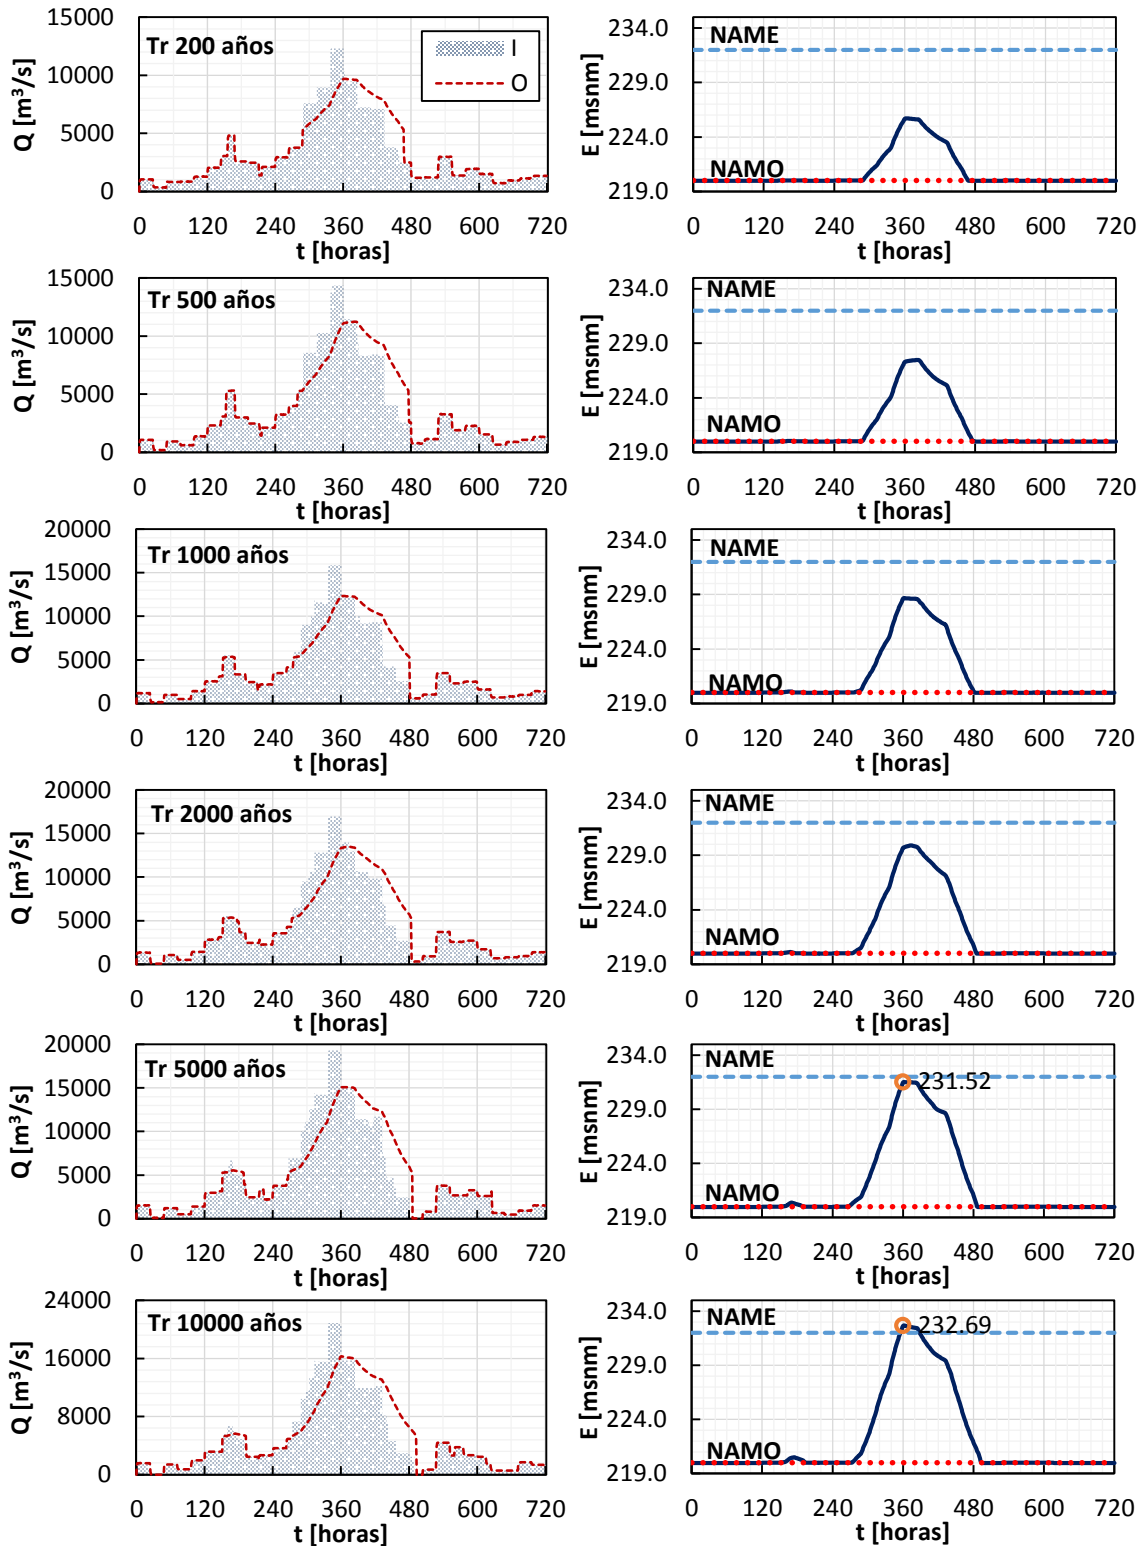 15000
10000
5000
0
Q [m³/s]
Tr 200 años
I
O
0 120 240 360 480 600 720
t [horas]
234.0
229.0
224.0
219.0
E [msnm]
NAME
NAMO
0 120 240 360 480 600 720
t [horas]
15000
10000
5000
0
Q [m³/s]
Tr 500 años
0 120 240 360 480 600 720
t [horas]
234.0
229.0
224.0
219.0
E [msnm]
NAME
NAMO
0 120 240 360 480 600 720
t [horas]
20000
15000
10000
5000
0
Q [m³/s]
Tr 1000 años
0 120 240 360 480 600 720
t [horas]
234.0
229.0
224.0
219.0
E [msnm]
NAME
NAMO
0 120 240 360 480 600 720
t [horas]
20000
15000
10000
5000
0
Q [m³/s]
Tr 2000 años
0 120 240 360 480 600 720
t [horas]
234.0
229.0
224.0
219.0
E [msnm]
NAME
NAMO
0 120 240 360 480 600 720
t [horas]
20000
15000
10000
5000
0
Q [m³/s]
Tr 5000 años
0 120 240 360 480 600 720
t [horas]
234.0
229.0
224.0
219.0
E [msnm]
NAME
231.52
NAMO
0 120 240 360 480 600 720
t [horas]
24000
16000
8000
0
Q [m³/s]
Tr 10000 años
0 120 240 360 480 600 720
t [horas]
234.0
229.0
224.0
219.0
E [msnm]
NAME
232.69
NAMO
0 120 240 360 480 600 720
t [horas]